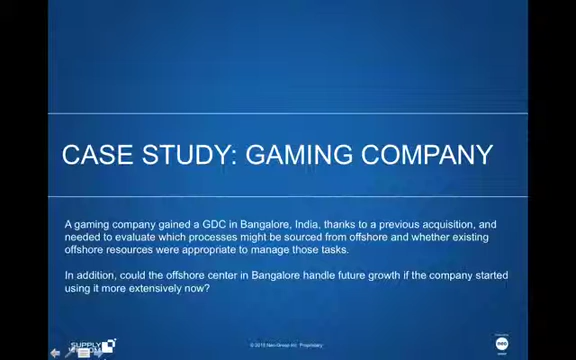 CASE STUDY: GAMING COMPANY
A gaming company gained a GDC in Bangalore, India, thanks to a previous acquisition, and
needed to evaluate which processes might be sourced from offshore and whether existing
offshore resources were appropriate to manage those tasks.
In addition, could the offshore center in Bangalore handle future growth if the company started
using it more extensively now?
SUPPLY
neo